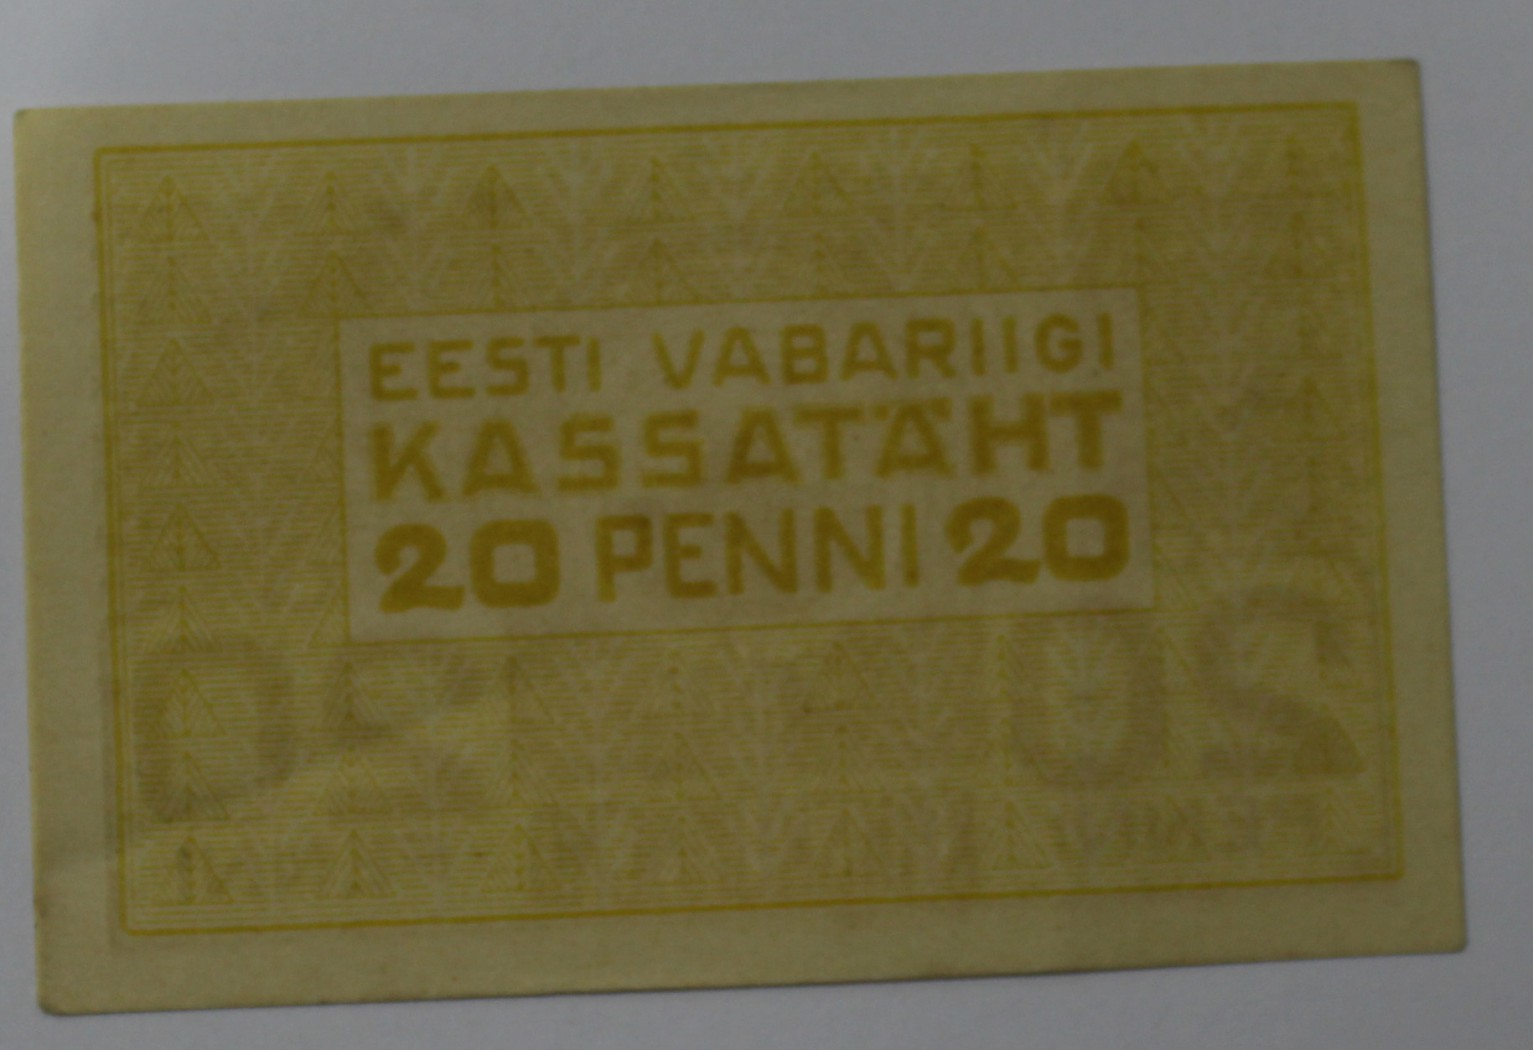 EESTI VABARIIGI
KASSATÄHT
20 PENNI 20